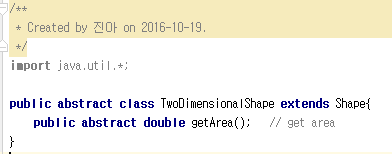 /**
 * Created by 진아 on 2016-10-19.
 */
import java.util.*;
public abstract class TwoDimensionalShape extends Shape{
    public abstract double getArea();   // get area
}